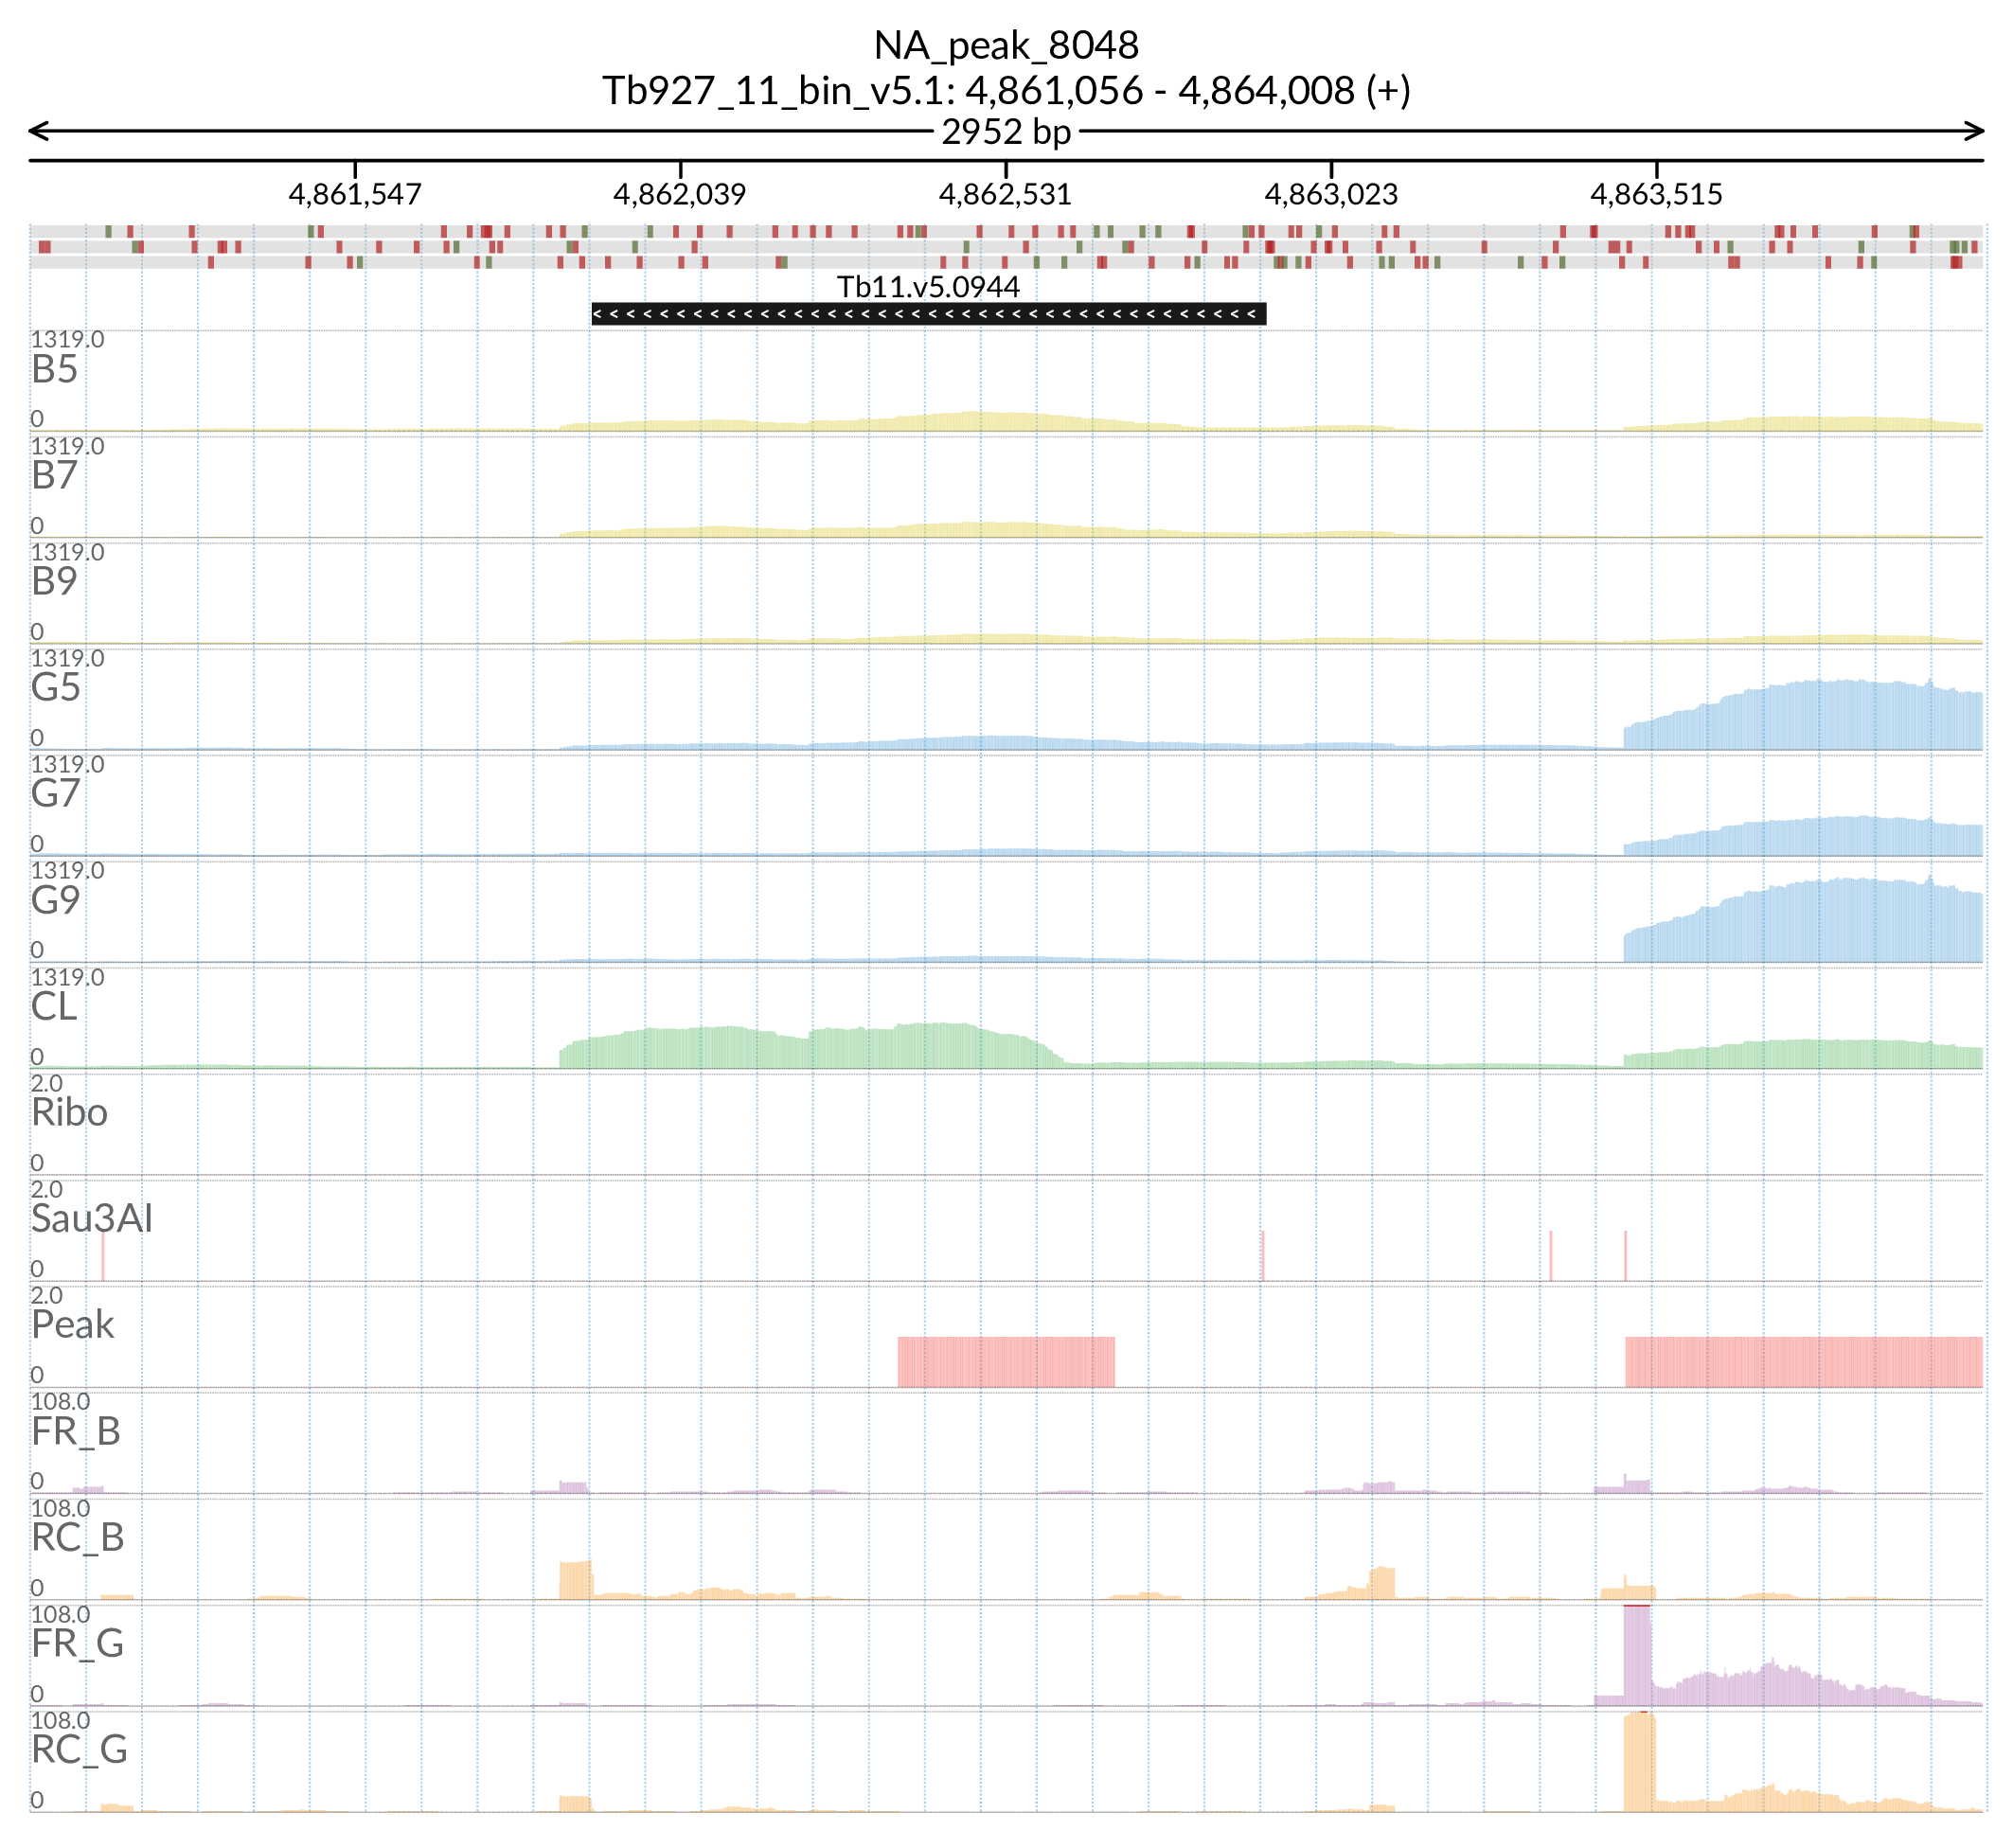 NA_peak_8048
Tb927_11_bin_v5.1: 4,861,056 - 4,864,008 (+)
2952 bp
4,861,547 4,862,039 4,862,531 4,863,023 4,863,515
Tb11.v5.0944
1319.0
B5
0
1319.0
B7
0
1319.0
B9
0
1319.0
G5
0
1319.0
G7
0
1319.0
G9
0
1319.0
CL
0
2.0
Ribo
0
2.0
Sau3AI
0
2.0
Peak
0
108.0
FR_B
0
108.0
RC_B
0
108.0
FR_G
0
108.0
RC_G
0